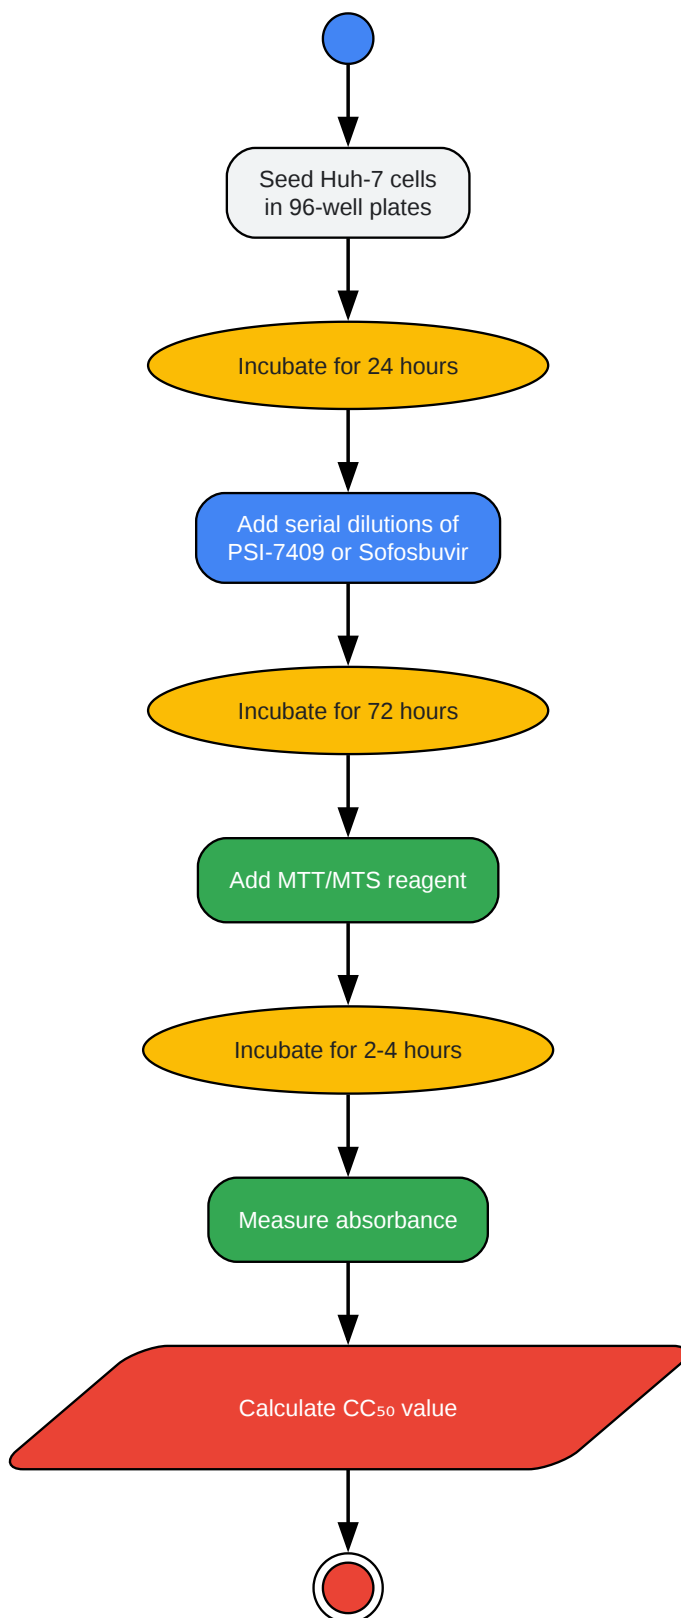 Seed Huh-7 cells
in 96-well plates
Incubate for 24 hours
Add serial dilutions of
PSI-7409 or Sofosbuvir
Incubate for 72 hours
Add MTT/MTS reagent
Incubate for 2-4 hours
Measure absorbance
Calculate CC₅₀ value